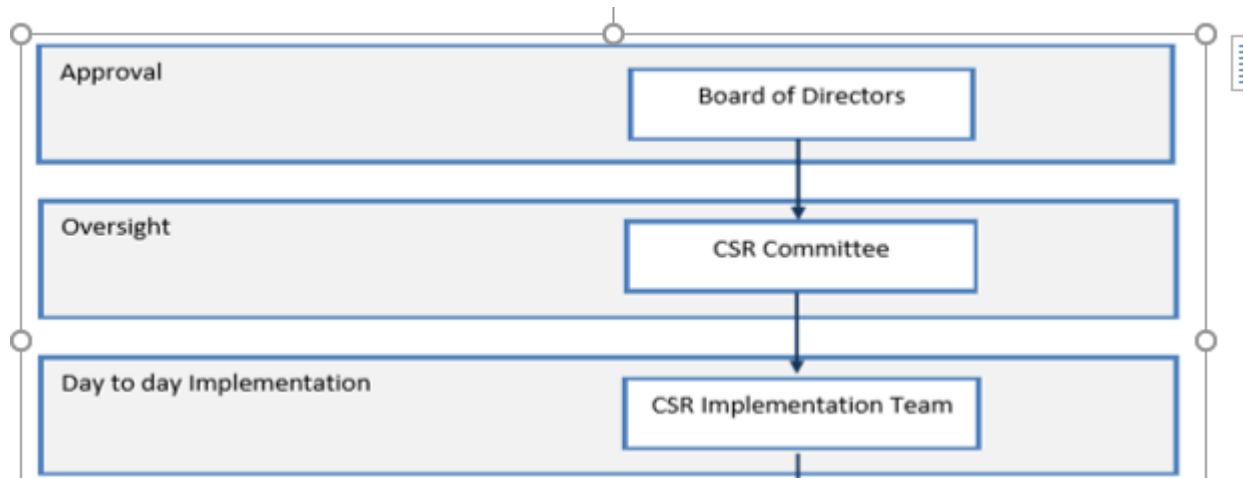 Approval
Board of Directors
Oversight
CSR Committee
Day to day Implementation
CSR Implementation Team